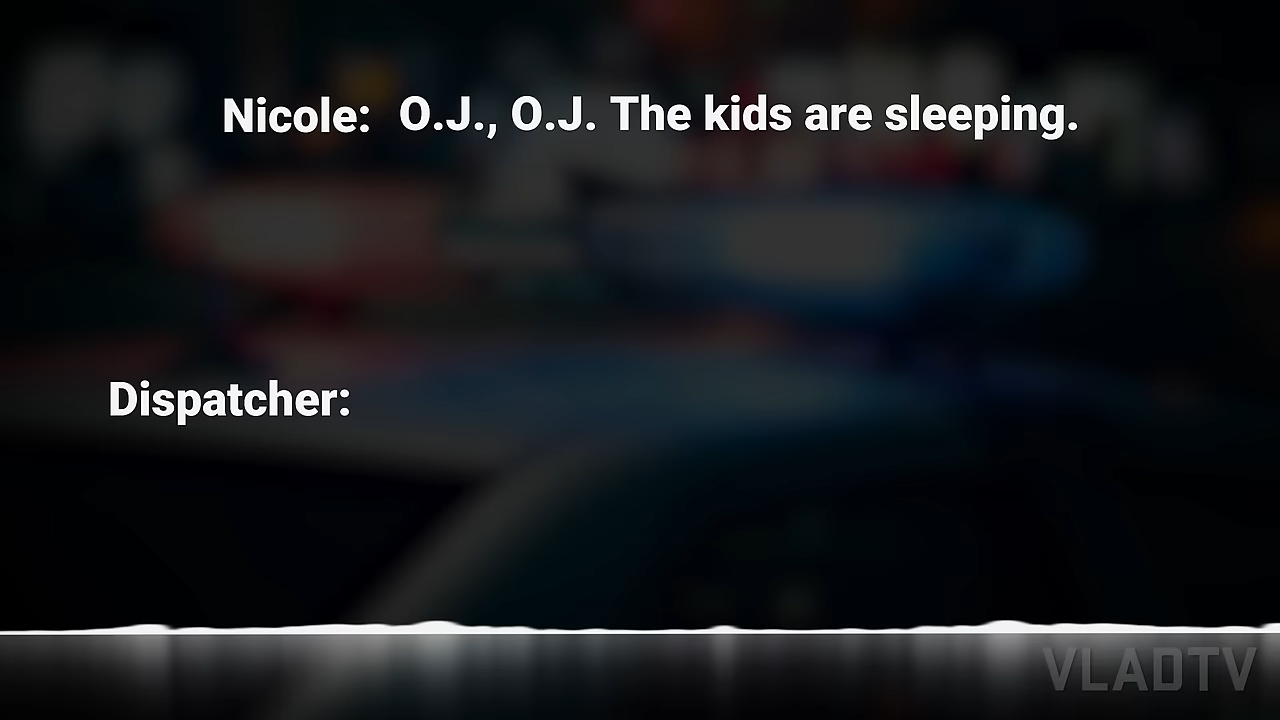 Nicole: O.J., O.J. The kids are sleeping.
Dispatcher:
VLADTV